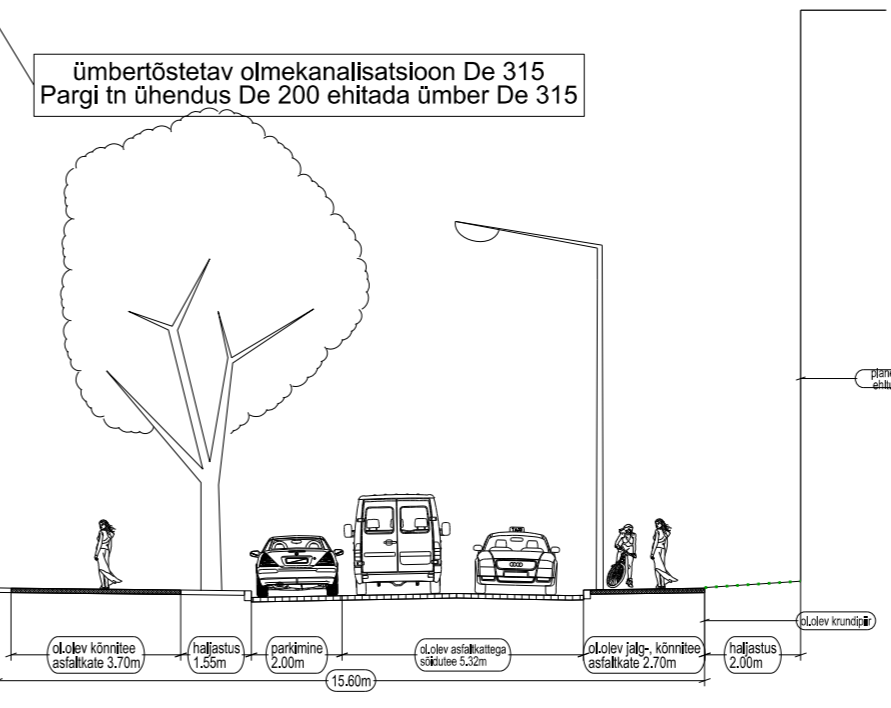 ümbertõstetav olmekanalisatsioon De 315
Pargi tn ühendus De 200 ehitada ümber De 315
TAXI
ol.olev krundipiir
ol.olev kõnnitee
asfaltkate 3.70m
haljastus
1.55m
parkimine
2.00m
ol.olev asfaltkattega
sõidutee 5.32m
ol.olev jalg-, kõnnitee
asfaltkate 2.70m
haljastus
2.00m
15.60m